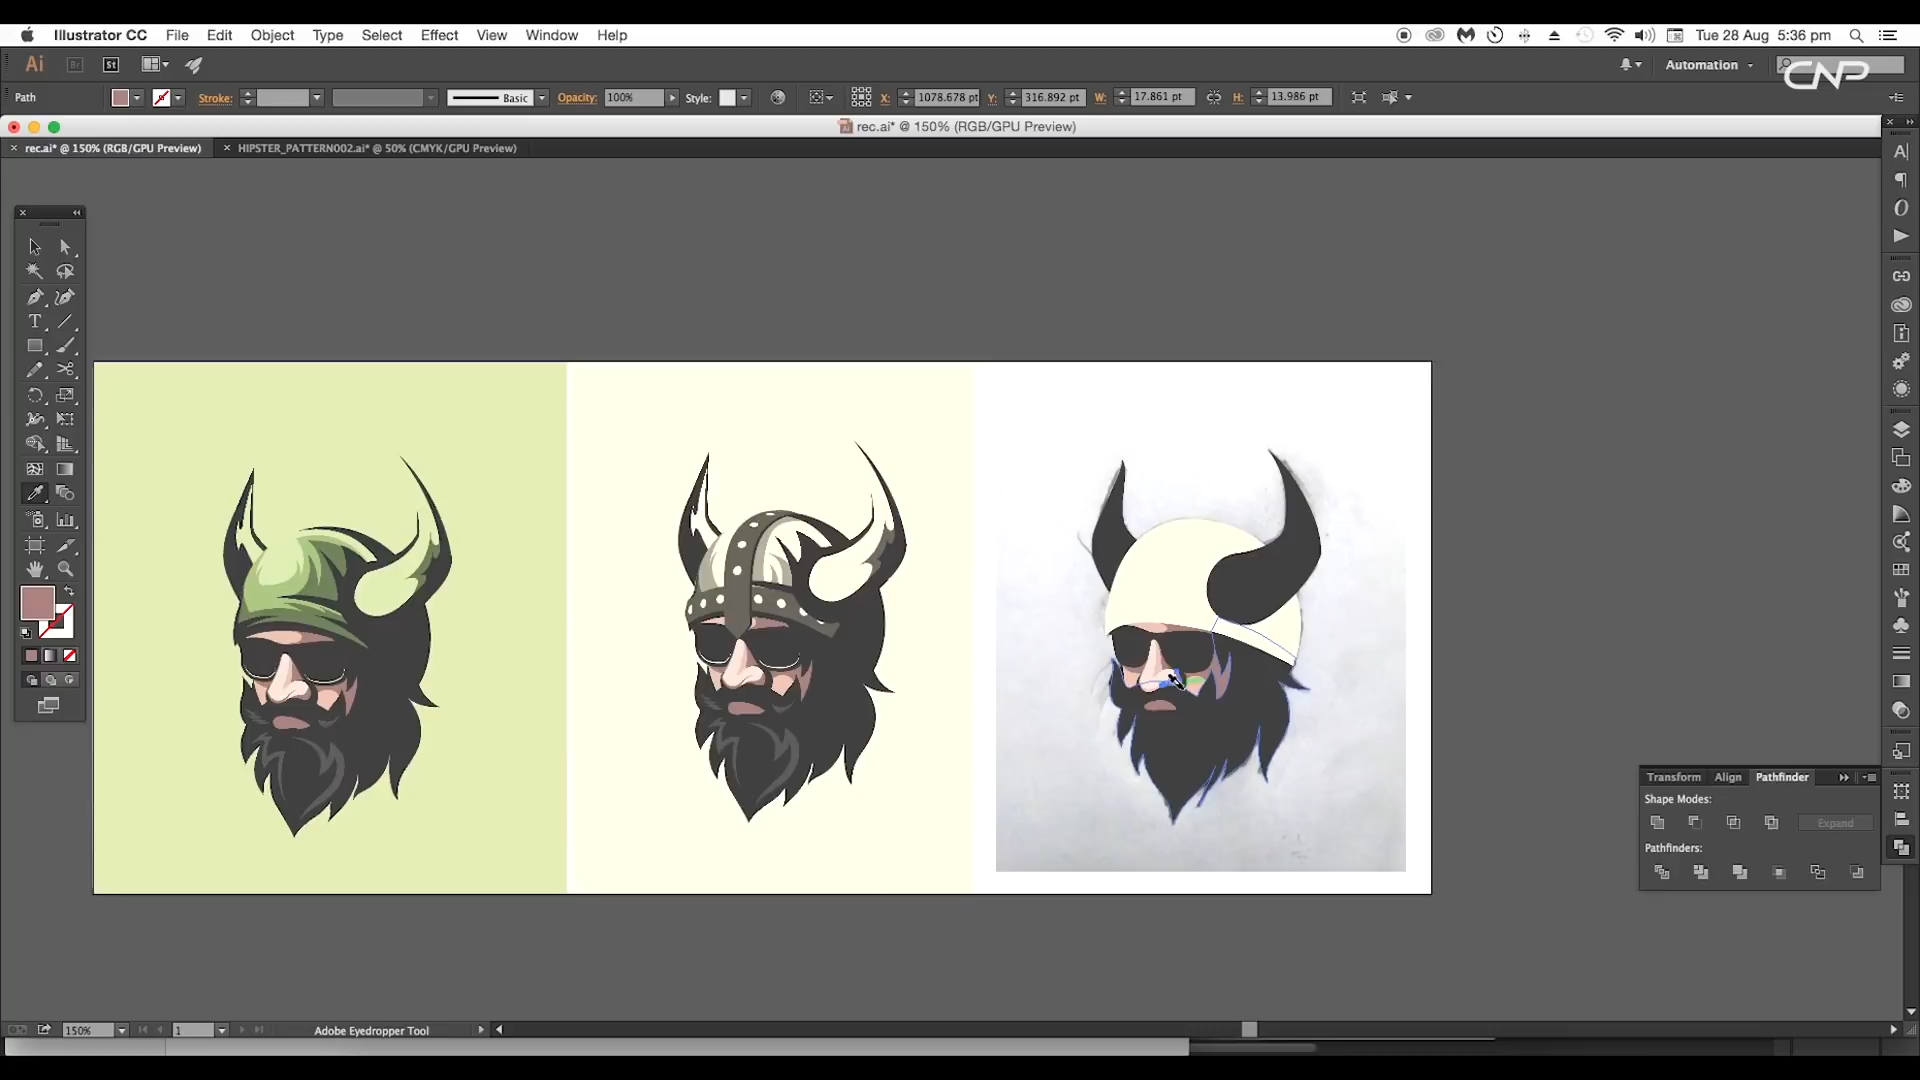 Illustrator CC File Edit Object Type Select Effect View Window Help Tue 28 Aug 5:36 pm
Ai Br St Automation CNP
Path Stroke: Basic Opacity: 100% Style: X: 1078.678 pt Y: 316.892 pt W: 17.861 pt H: 13.986 pt
rec.ai* @ 150% (RGB/GPU Preview)
× rec.ai* @ 150% (RGB/GPU Preview) × HIPSTER_PATTERN002.ai* @ 50% (CMYK/GPU Preview)
Transform Align Pathfinder
Shape Modes:
Expand
Pathfinders:
150% 1 Adobe Eyedropper Tool